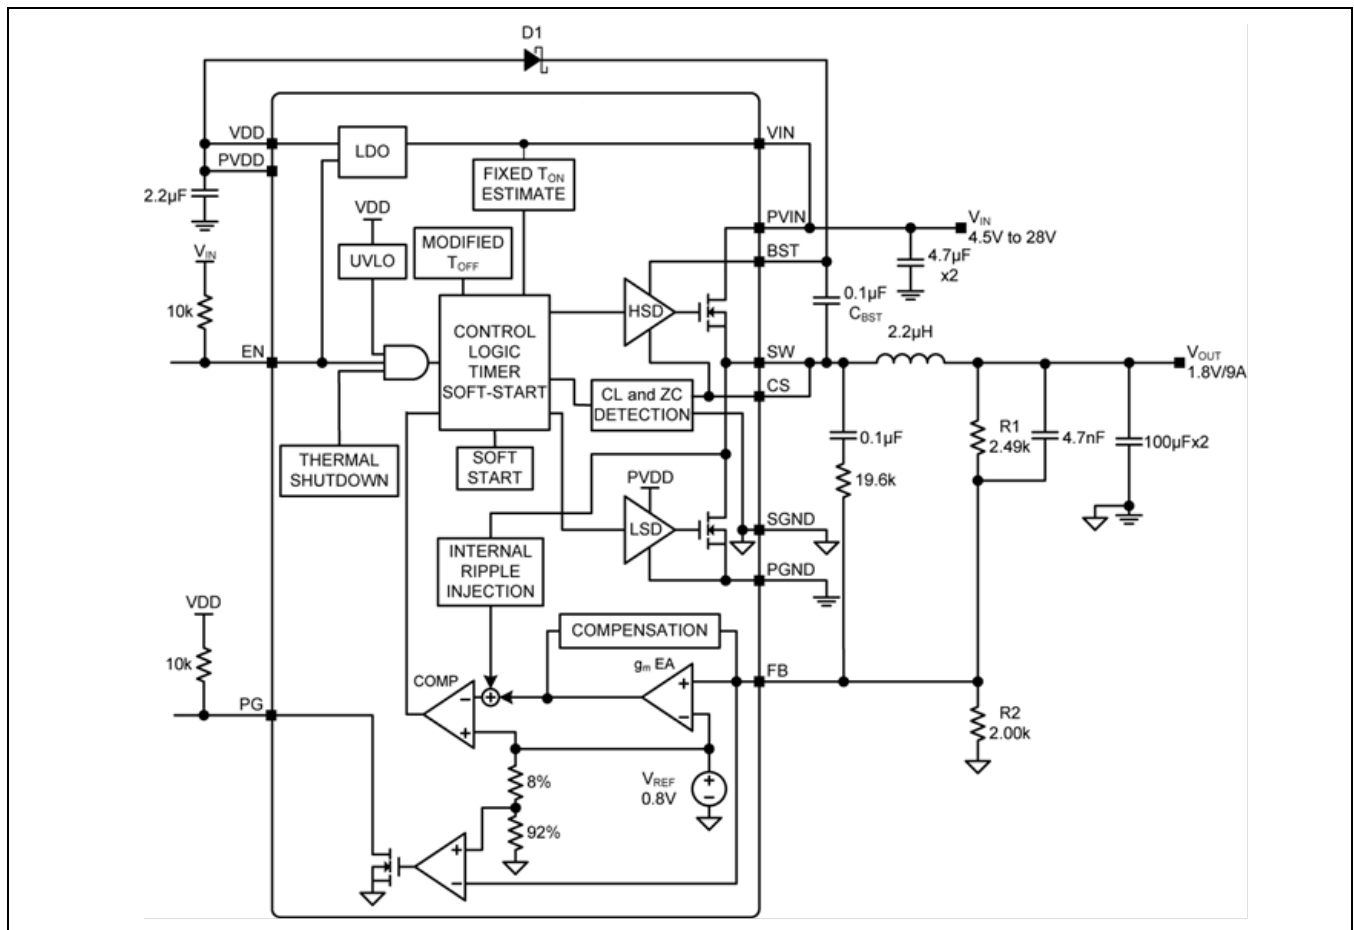 D1
VDD
LDO
VIN
PVDD
FIXED TON
ESTIMATE
2.2µF
VDD
PVIN
VIN
4.5V to 28V
MODIFIED
TOFF
VIN
UVLO
BST
4.7µF
x2
10k
HSD
0.1µF
CBST
CONTROL
LOGIC
TIMER
SOFT-START
2.2µH
EN
SW
VOUT
1.8V/9A
CS
CL and ZC
DETECTION
0.1µF
R1
2.49k
4.7nF
100µFx2
THERMAL
SHUTDOWN
SOFT
START
PVDD
19.6k
LSD
SGND
INTERNAL
RIPPLE
INJECTION
PGND
VDD
COMPENSATION
10k
gm EA
FB
COMP
+
−
−
+
+
−
PG
R2
2.00k
8%
VREF
0.8V
+
−
92%
+
−